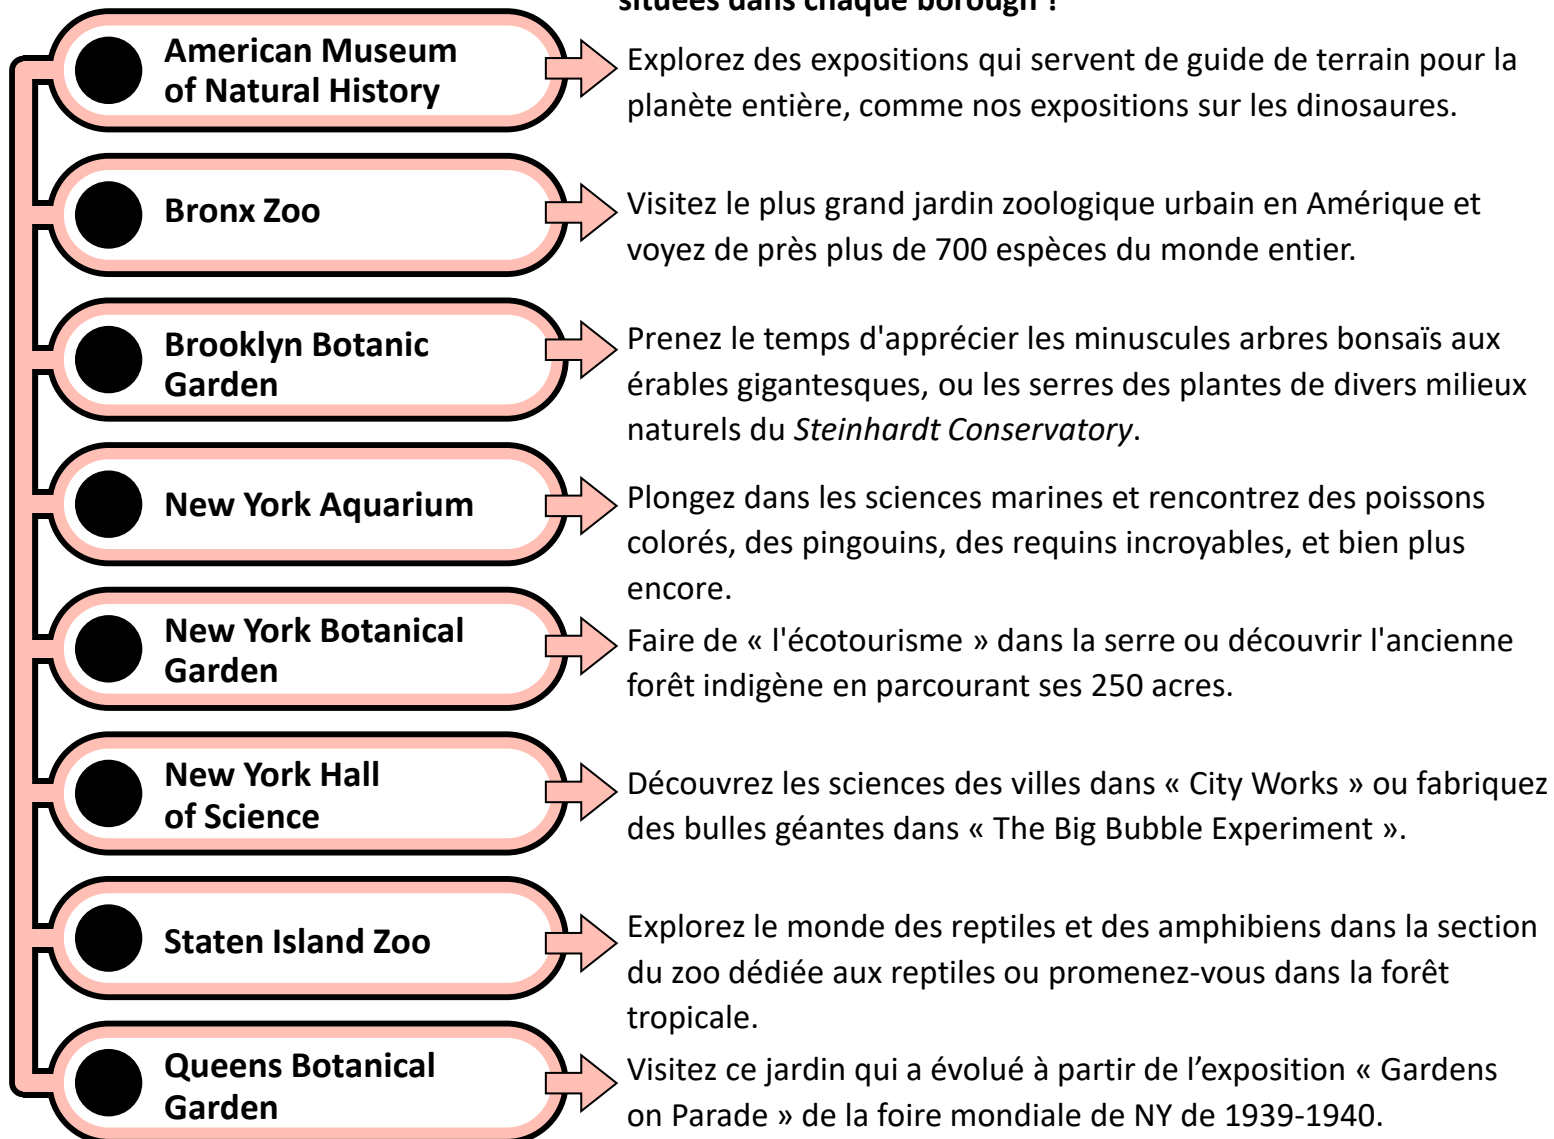 situées dans chaque borough !
American Museum
of Natural History
Explorez des expositions qui servent de guide de terrain pour la
planète entière, comme nos expositions sur les dinosaures.
Bronx Zoo
Visitez le plus grand jardin zoologique urbain en Amérique et
voyez de près plus de 700 espèces du monde entier.
Brooklyn Botanic
Garden
Prenez le temps d'apprécier les minuscules arbres bonsaïs aux
érables gigantesques, ou les serres des plantes de divers milieux
naturels du Steinhardt Conservatory.
New York Aquarium
Plongez dans les sciences marines et rencontrez des poissons
colorés, des pingouins, des requins incroyables, et bien plus
encore.
New York Botanical
Garden
Faire de « l'écotourisme » dans la serre ou découvrir l'ancienne
forêt indigène en parcourant ses 250 acres.
New York Hall
of Science
Découvrez les sciences des villes dans « City Works » ou fabriquez
des bulles géantes dans « The Big Bubble Experiment ».
Staten Island Zoo
Explorez le monde des reptiles et des amphibiens dans la section
du zoo dédiée aux reptiles ou promenez-vous dans la forêt
tropicale.
Queens Botanical
Garden
Visitez ce jardin qui a évolué à partir de l’exposition « Gardens
on Parade » de la foire mondiale de NY de 1939-1940.